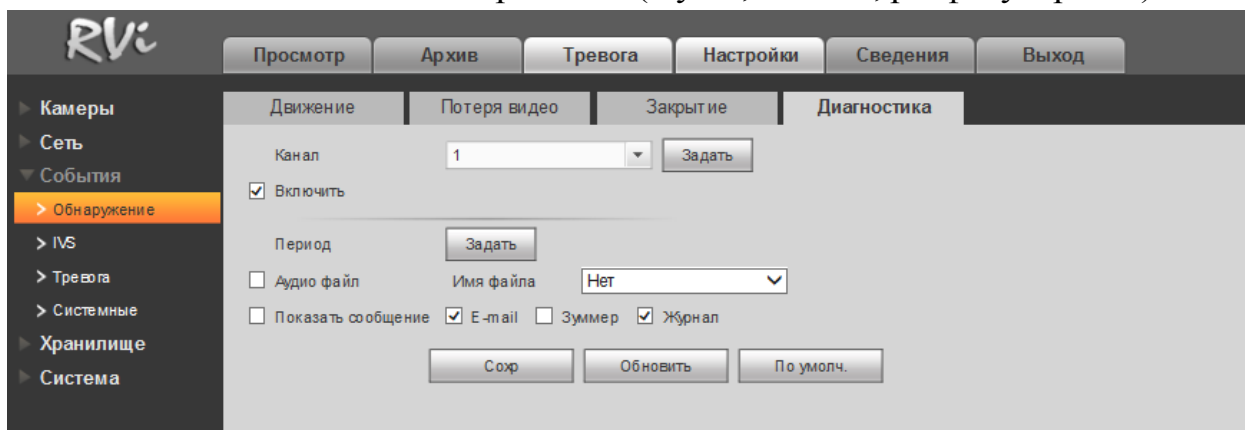 RVi
Просмотр Архив Тревога Настройки Сведения Выход
Камеры
Сеть
События
Обнаружение
IVS
Тревога
Системные
Хранилище
Система
Движение Потеря видео Закрытие Диагностика
Канал 1 Задать
Включить
Период Задать
Аудио файл Имя файла Нет
Показать сообщение E-mail Зуммер Журнал
Сохр Обновить По умолч.